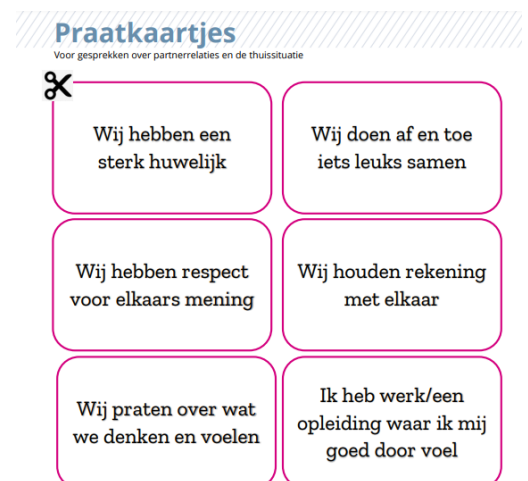 Praatkaartjes
Voor gesprekken over partnerrelaties en de thuissituatie
Wij hebben een
sterk huwelijk
Wij doen af en toe
iets leuks samen
Wij hebben respect
voor elkaars mening
Wij houden rekening
met elkaar
Wij praten over wat
we denken en voelen
Ik heb werk/een
opleiding waar ik mij
goed door voel